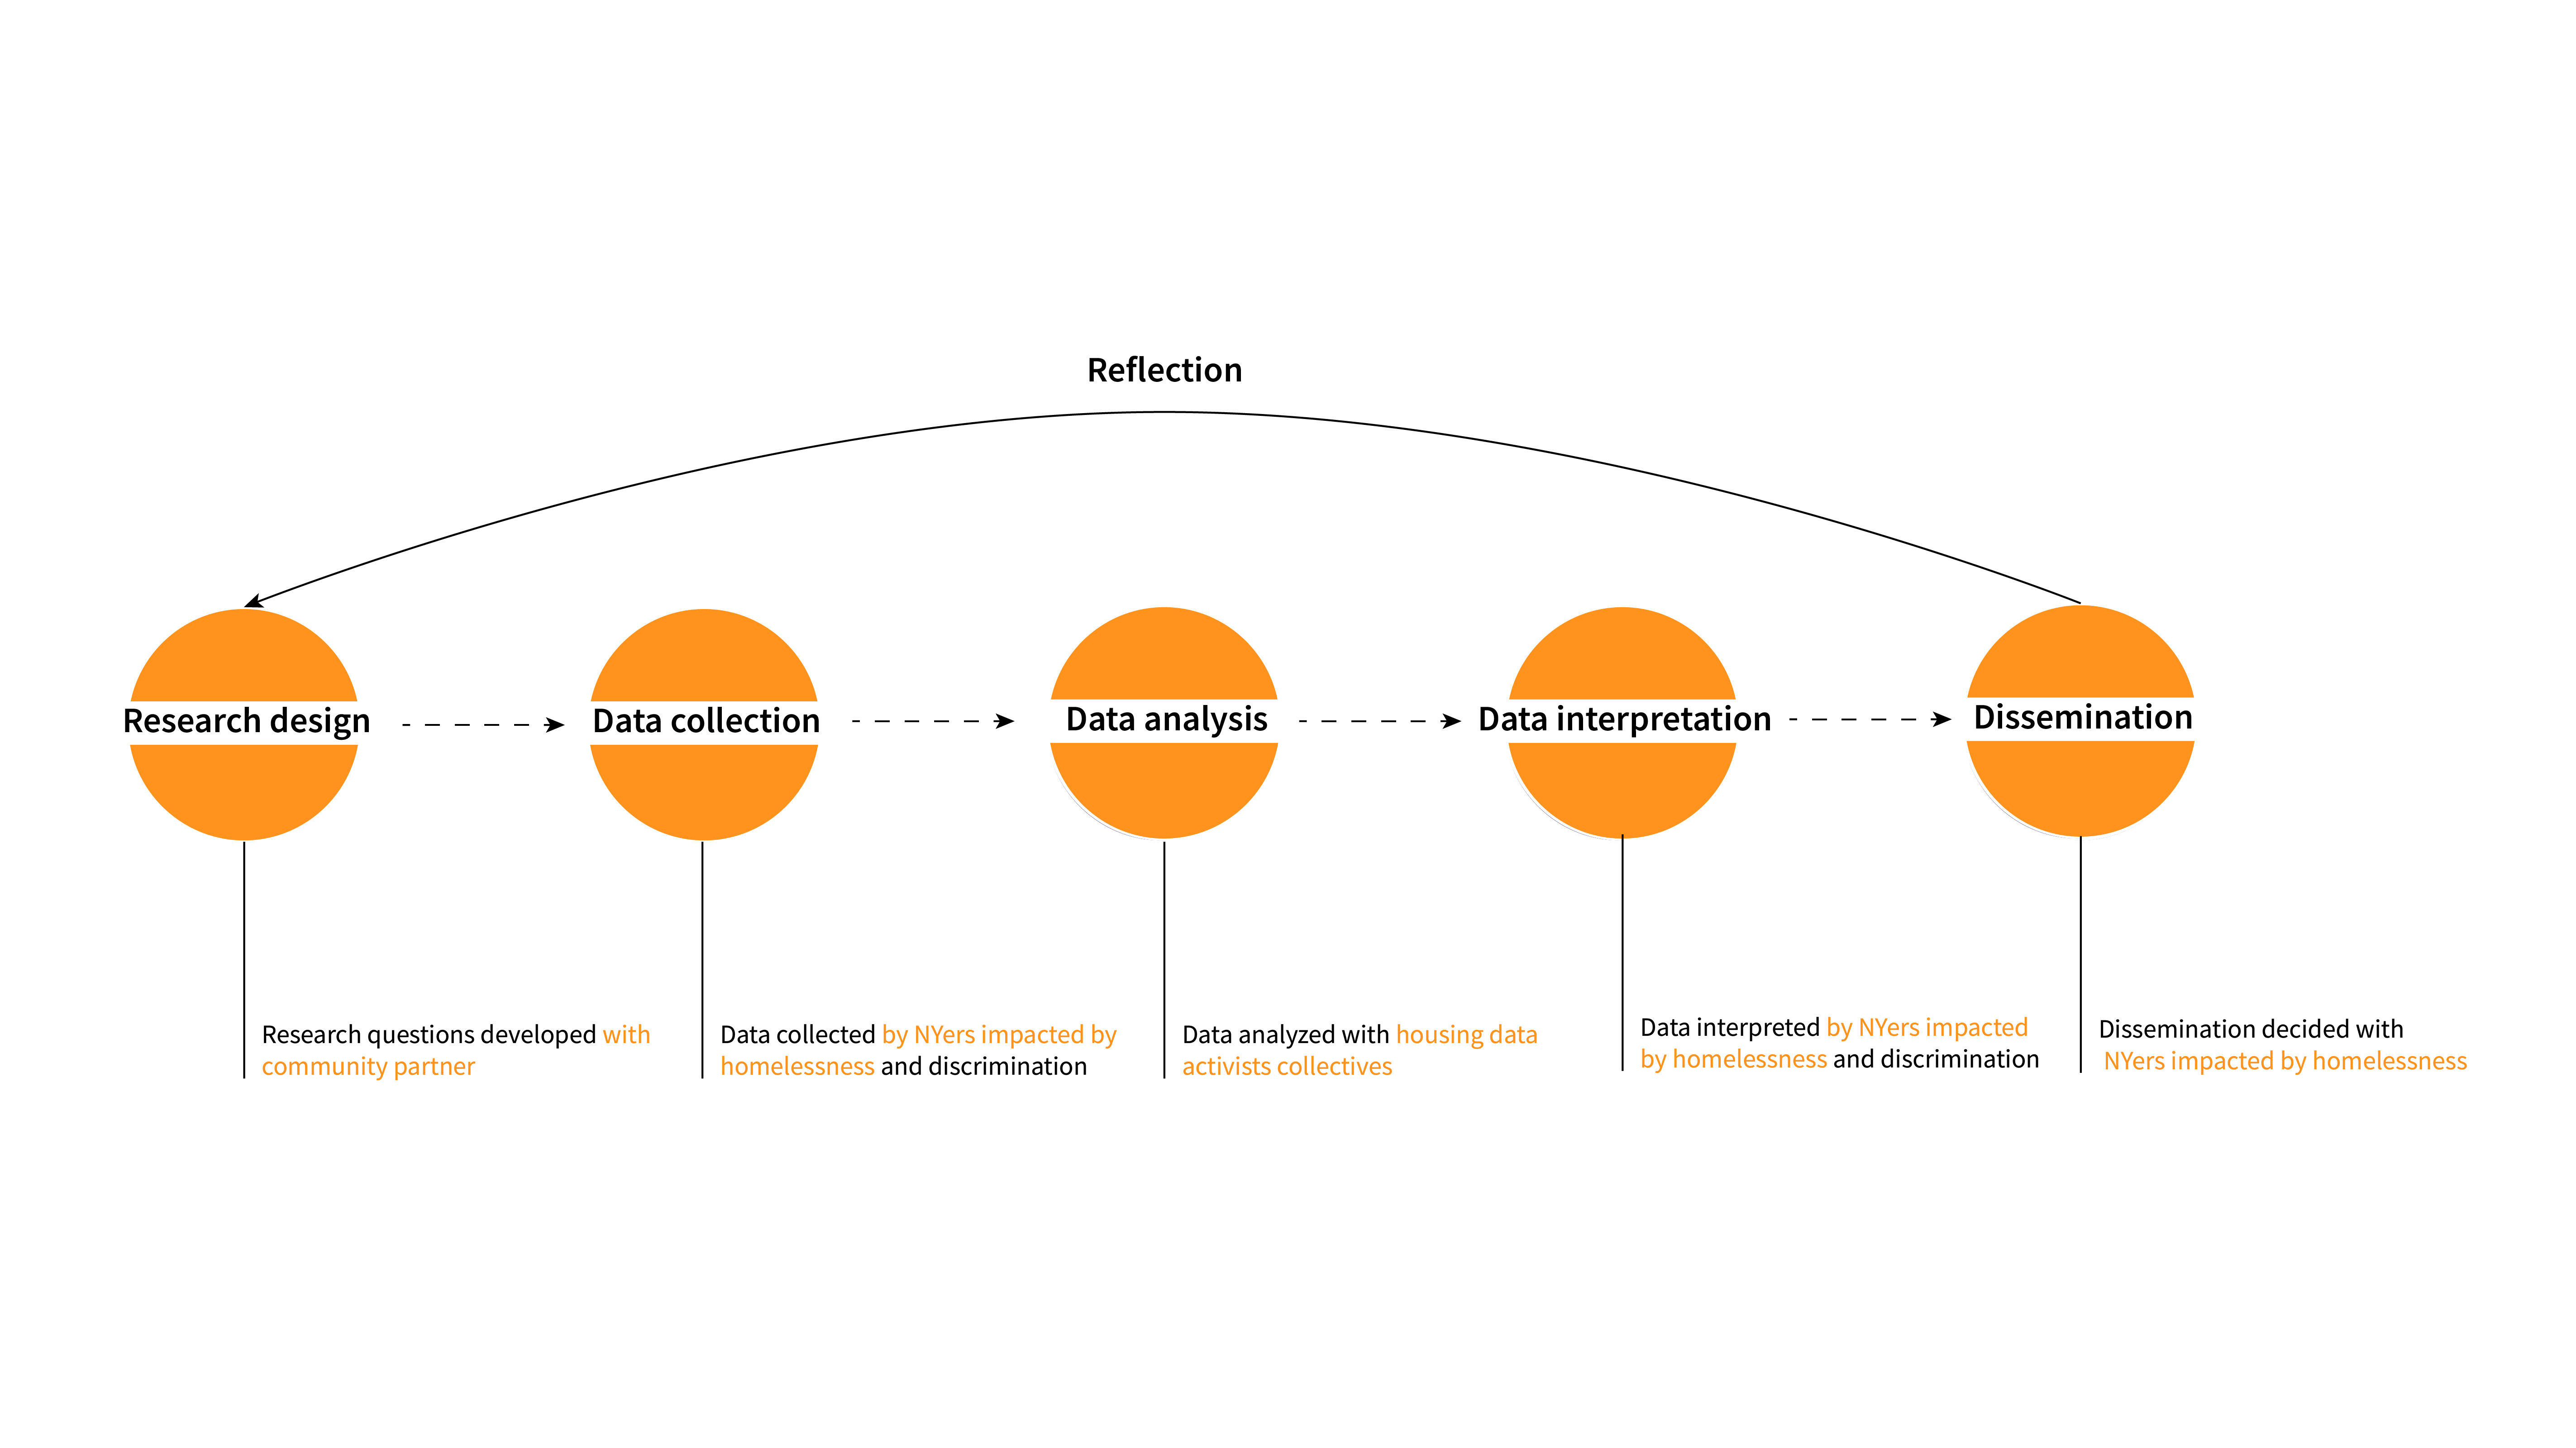 Reflection
Research design
Data collection
Data analysis
Data interpretation
Dissemination
Research questions developed with
community partner
Data collected by NYers impacted by
homelessness and discrimination
Data analyzed with housing data
activists collectives
Data interpreted by NYers impacted
by homelessness and discrimination
Dissemination decided with
NYers impacted by homelessness